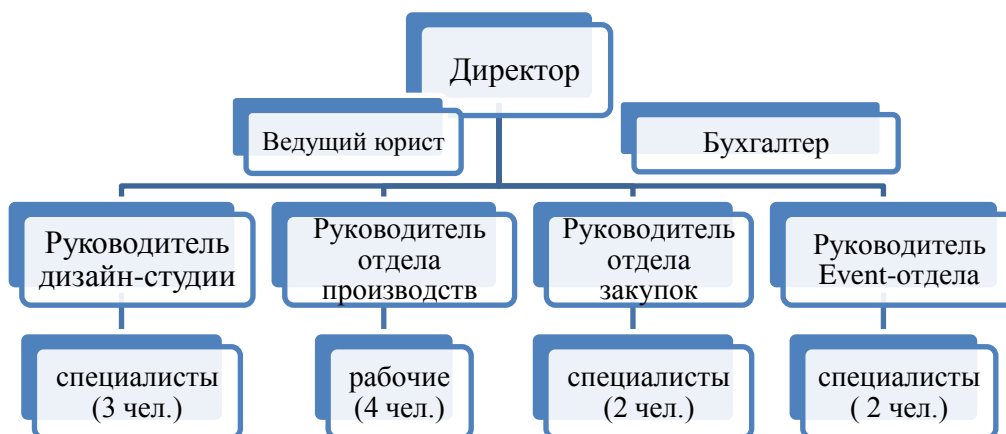 Директор
Ведущий юрист
Бухгалтер
Руководитель
дизайн-студии
Руководитель
отдела
производств
Руководитель
отдела
закупок
Руководитель
Event-отдела
специалисты
(3 чел.)
рабочие
(4 чел.)
специалисты
(2 чел.)
специалисты
( 2 чел.)